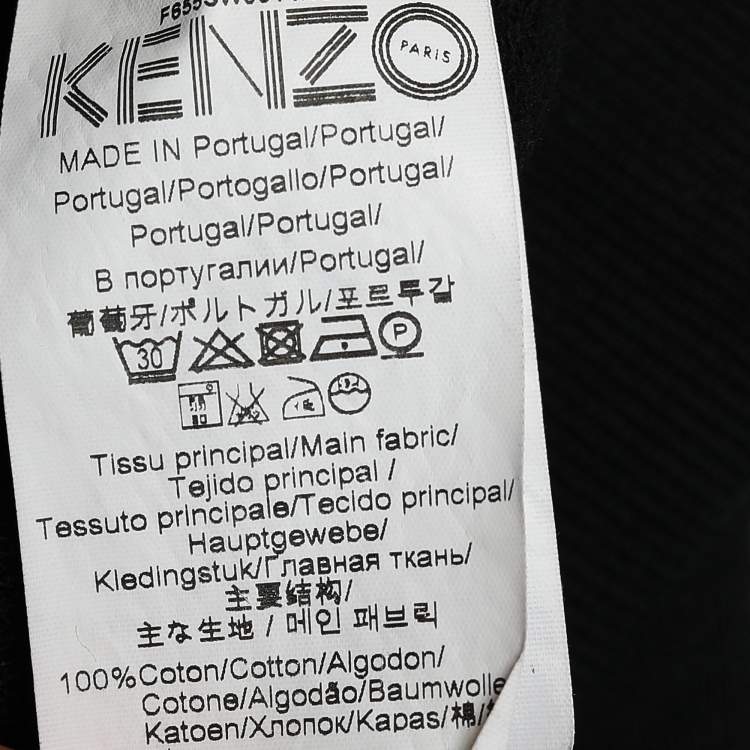 KENZO PARIS
MADE IN Portugal/Portugal/
Portugal/Portogallo/Portugal/
Portugal/Portugal/
В португалии/Portugal/
葡萄牙/ポルトガル/포르투갈
30 P
Tissu principal/Main fabric/
Tejido principal /
Tessuto principale/Tecido principal/
Hauptgewebe/
Kledingstuk/Главная ткань/
主要结构/
主な生地 / 메인 패브릭
100%Coton/Cotton/Algodon/
Cotone/Algodão/Baumwolle
Katoen/Хлопок/Kapas/棉/